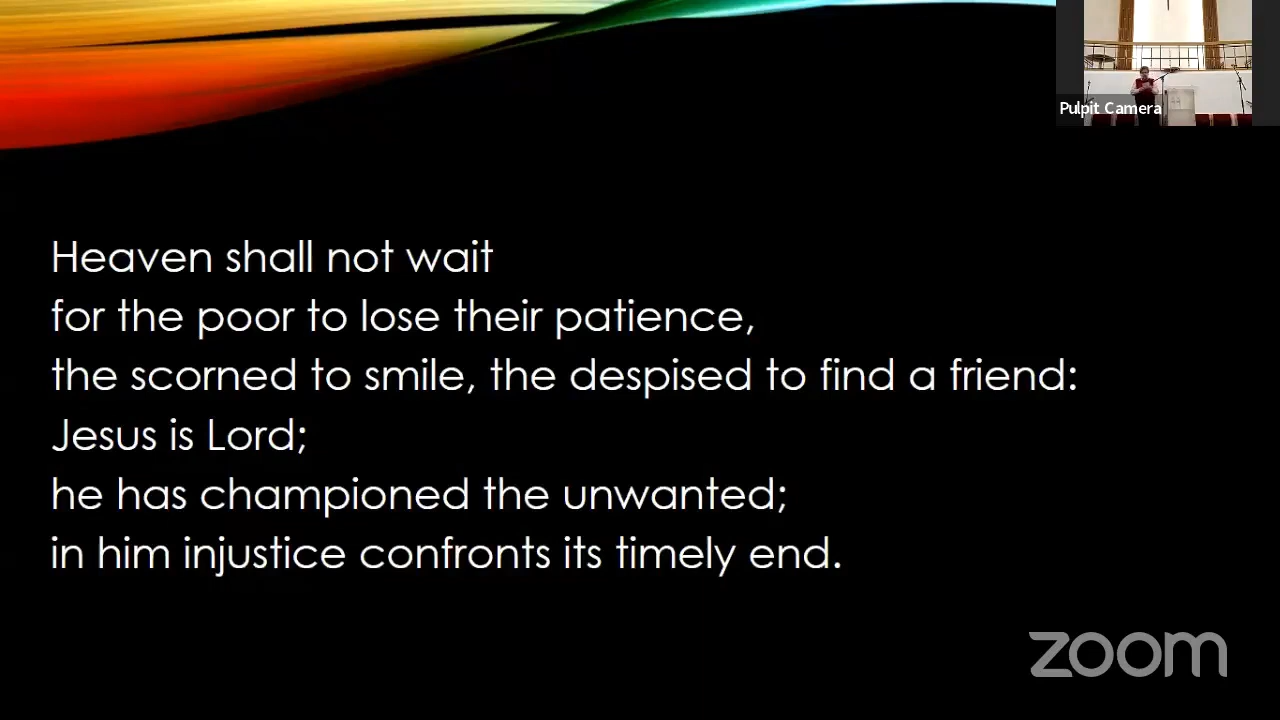 Pulpit Camera
Heaven shall not wait
for the poor to lose their patience,
the scorned to smile, the despised to find a friend:
Jesus is Lord;
he has championed the unwanted;
in him injustice confronts its timely end.
zoom